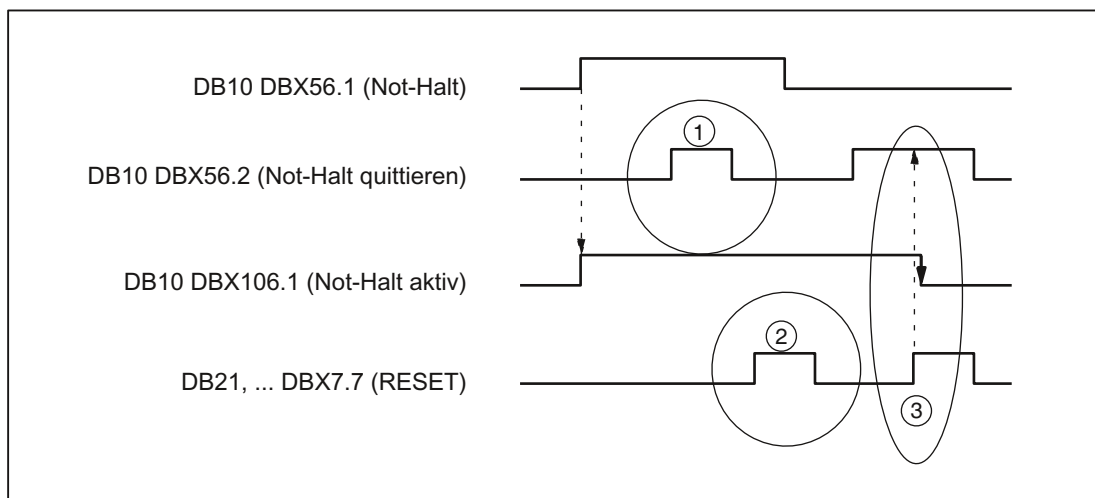 DB10 DBX56.1 (Not-Halt)
1
DB10 DBX56.2 (Not-Halt quittieren)
DB10 DBX106.1 (Not-Halt aktiv)
2
DB21, ... DBX7.7 (RESET)
3